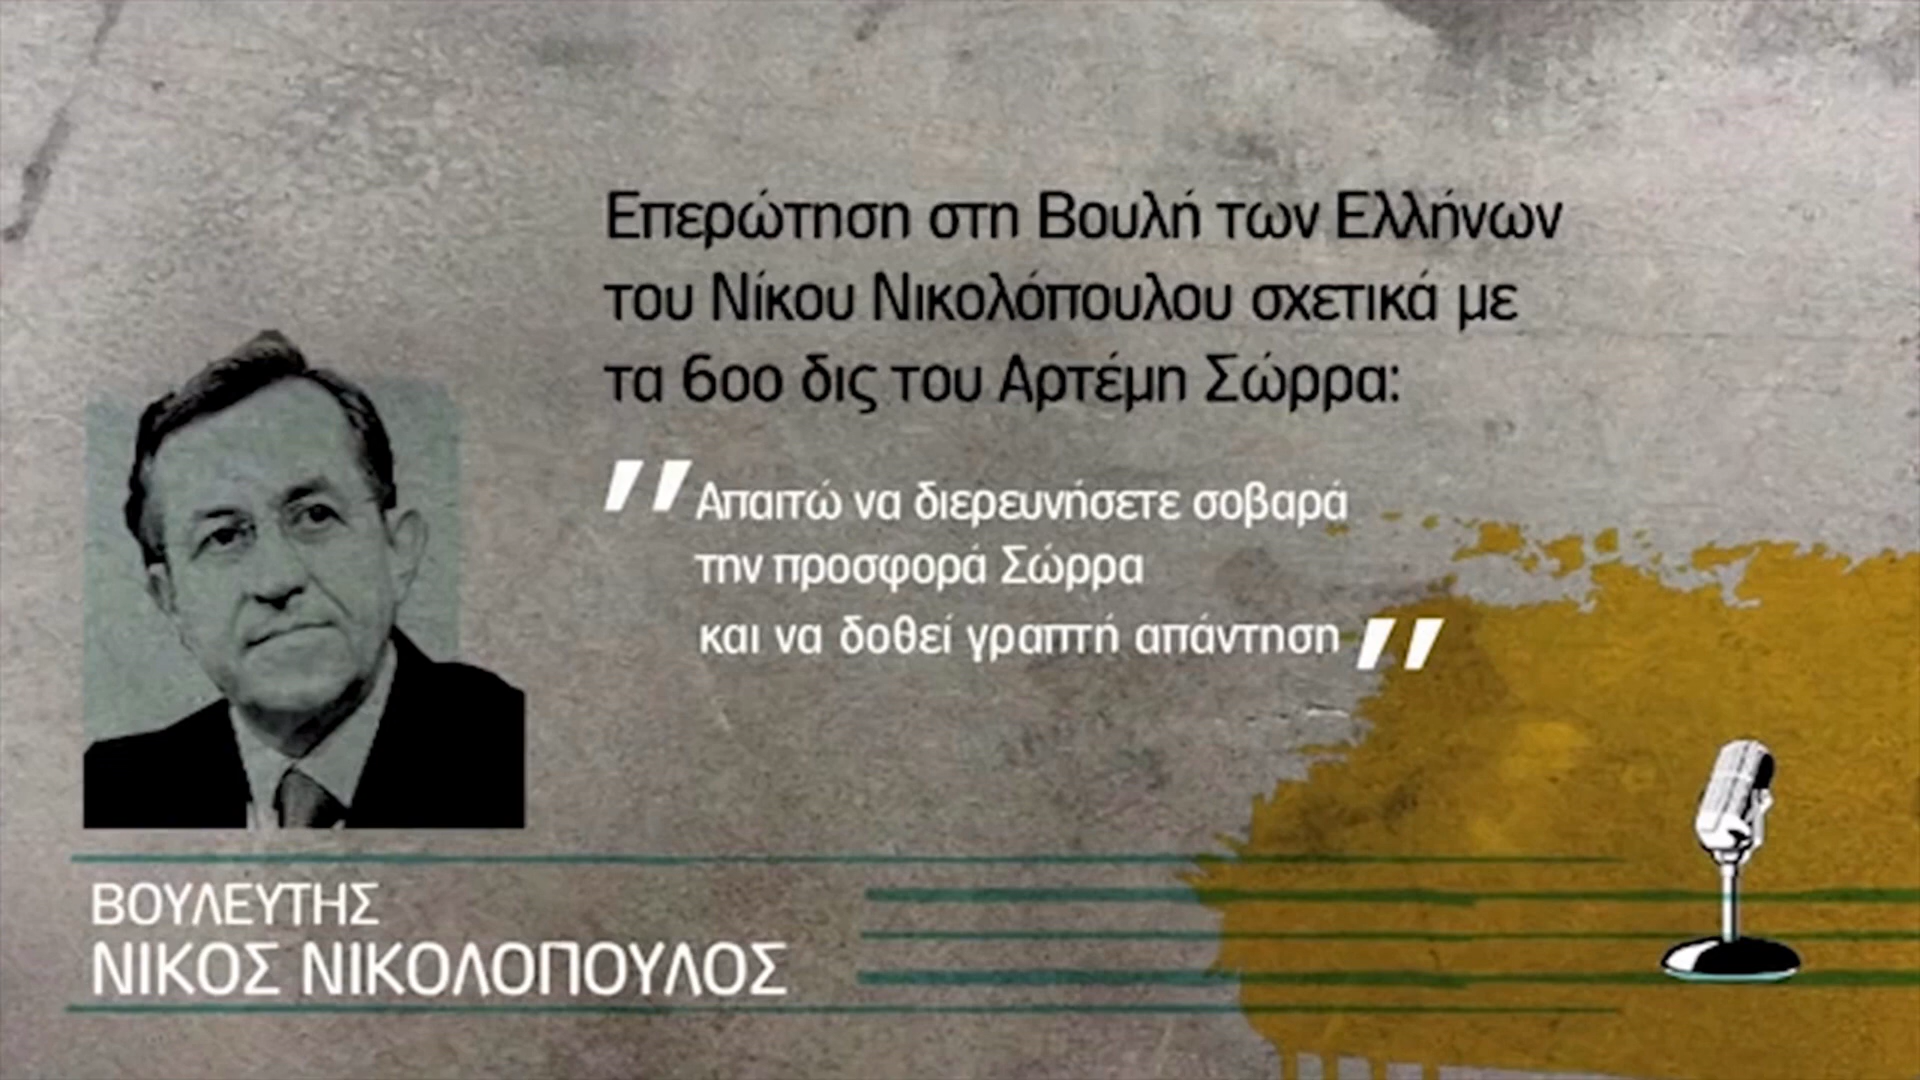 Επερώτηση στη Βουλή των Ελλήνων
του Νίκου Νικολόπουλου σχετικά με
τα 600 δις του Αρτέμη Σώρρα:
"Απαιτώ να διερευνήσετε σοβαρά
την προσφορά Σώρρα
και να δοθεί γραπτή απάντηση"
ΒΟΥΛΕΥΤΗΣ
ΝΙΚΟΣ ΝΙΚΟΛΟΠΟΥΛΟΣ